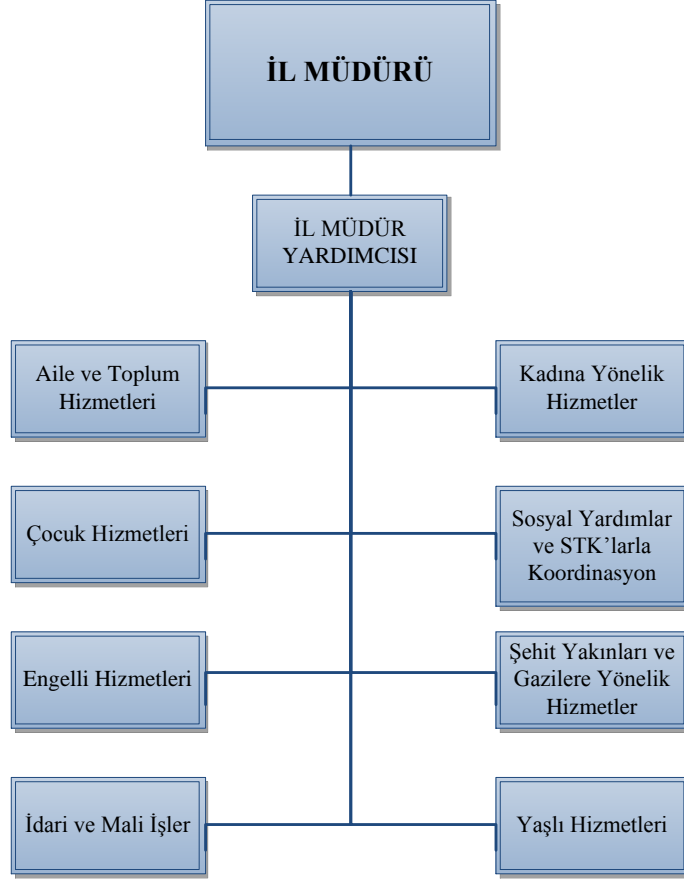 İL MÜDÜRÜ
İL MÜDÜR
YARDIMCISI
Aile ve Toplum
Hizmetleri
Kadına Yönelik
Hizmetler
Çocuk Hizmetleri
Sosyal Yardımlar
ve STK’larla
Koordinasyon
Engelli Hizmetleri
Şehit Yakınları ve
Gazilere Yönelik
Hizmetler
İdari ve Mali İşler
Yaşlı Hizmetleri